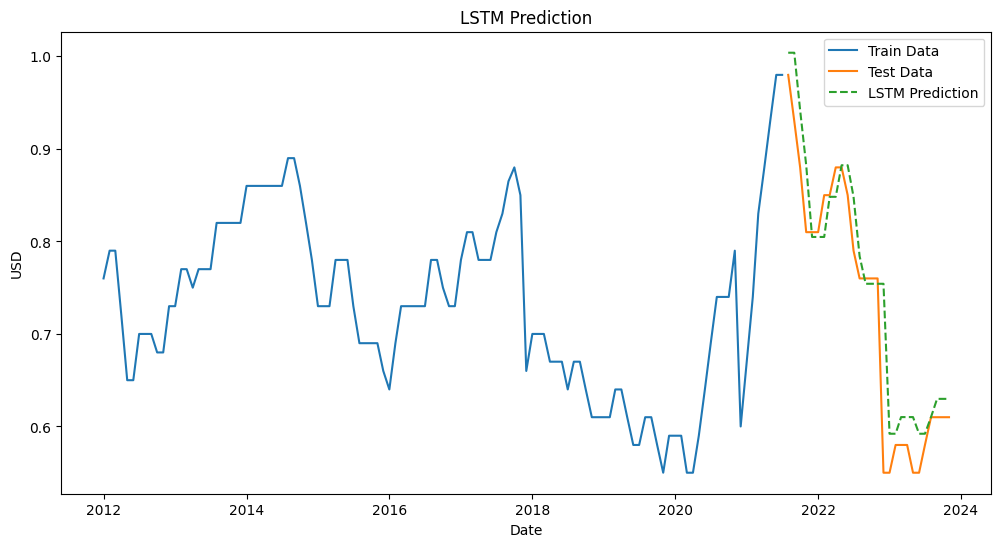 LSTM Prediction
Train Data
Test Data
LSTM Prediction
1.0
0.9
0.8
0.7
0.6
USD
2012
2014
2016
2018
2020
2022
2024
Date